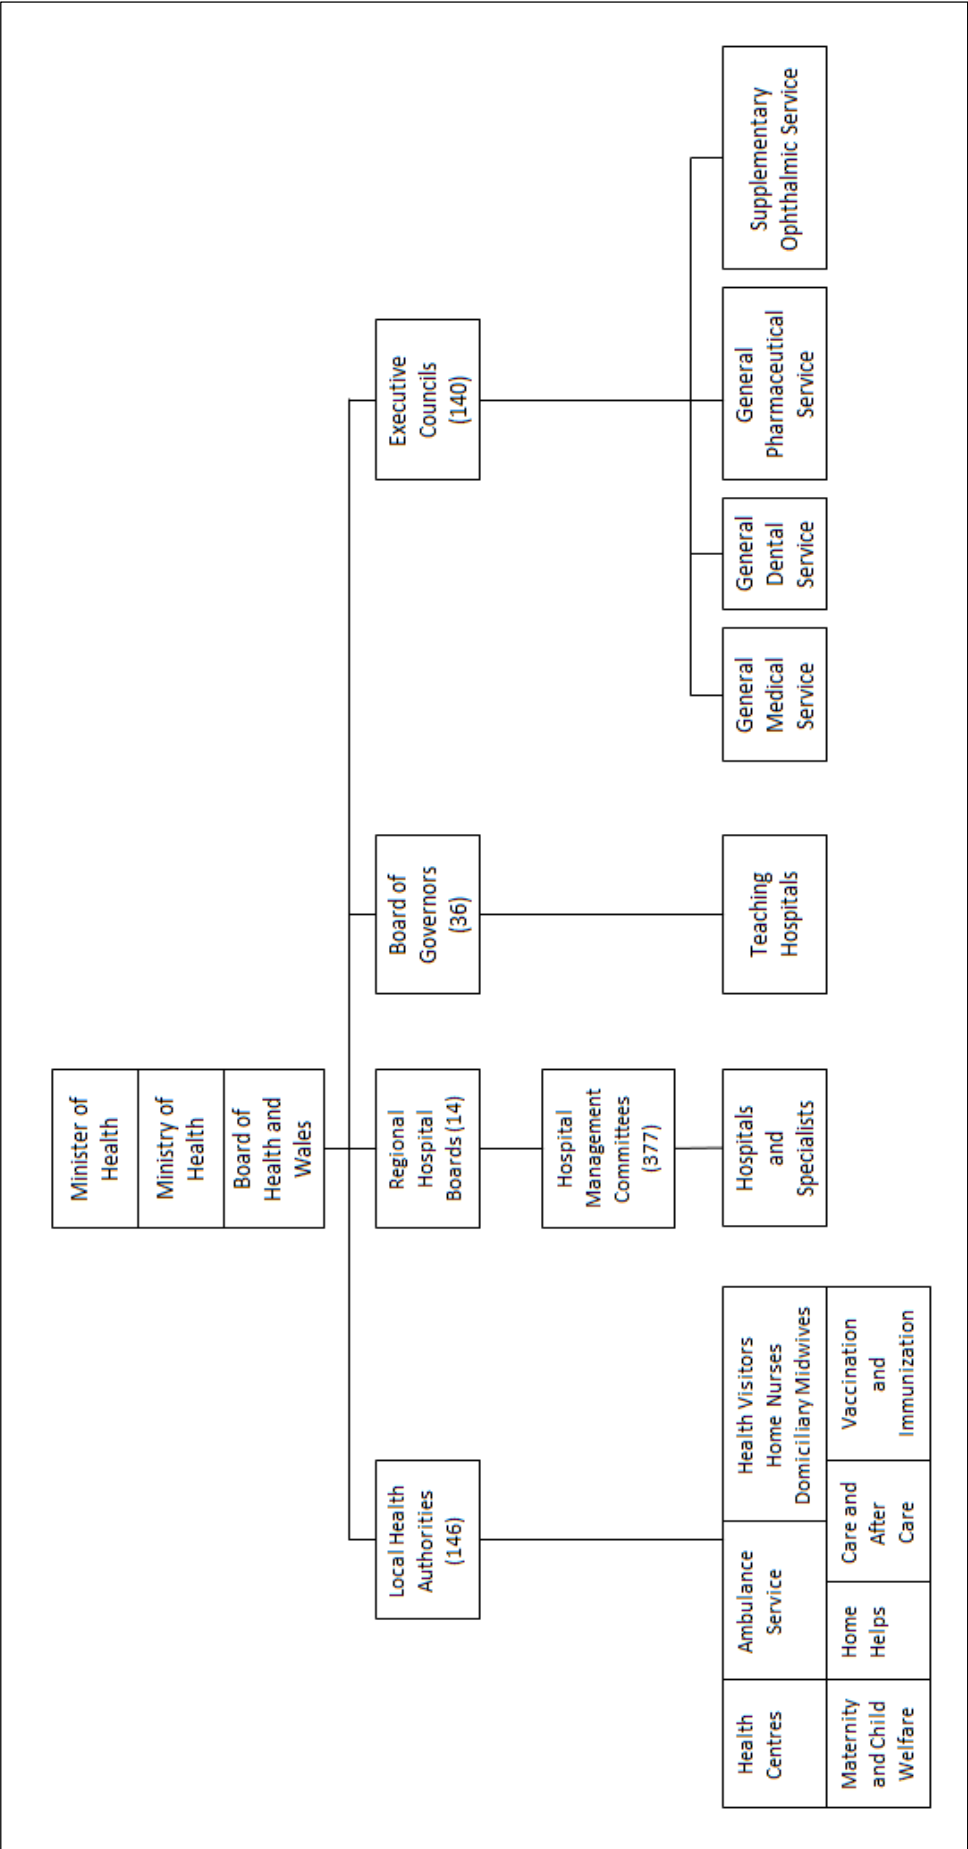 Minister of
Health
Ministry of
Health
Board of
Health and
Wales
Local Health
Authorities
(146)
Regional
Hospital
Boards (14)
Board of
Governors
(36)
Executive
Councils
(140)
Hospital
Management
Committees
(377)
Health
Centres
Ambulance
Service
Health Visitors
Home Nurses
Domiciliary Midwives
Maternity
and Child
Welfare
Home
Helps
Care and
After
Care
Vaccination
and
Immunization
Hospitals
and
Specialists
Teaching
Hospitals
General
Medical
Service
General
Dental
Service
General
Pharmaceutical
Service
Supplementary
Ophthalmic Service